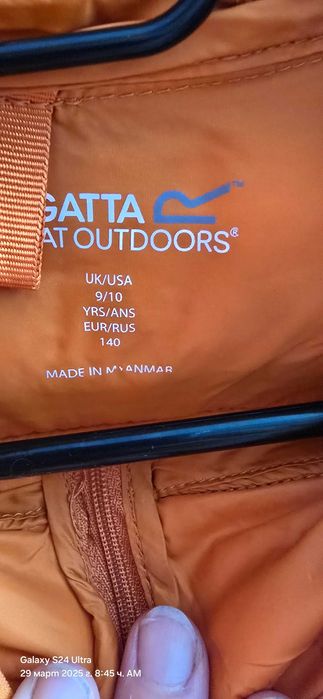 GATTA R™
AT OUTDOORS®
UK/USA
9/10
YRS/ANS
EUR/RUS
140
MADE IN MYANMAR
Galaxy S24 Ultra
29 март 2025 г. 8:45 ч. AM